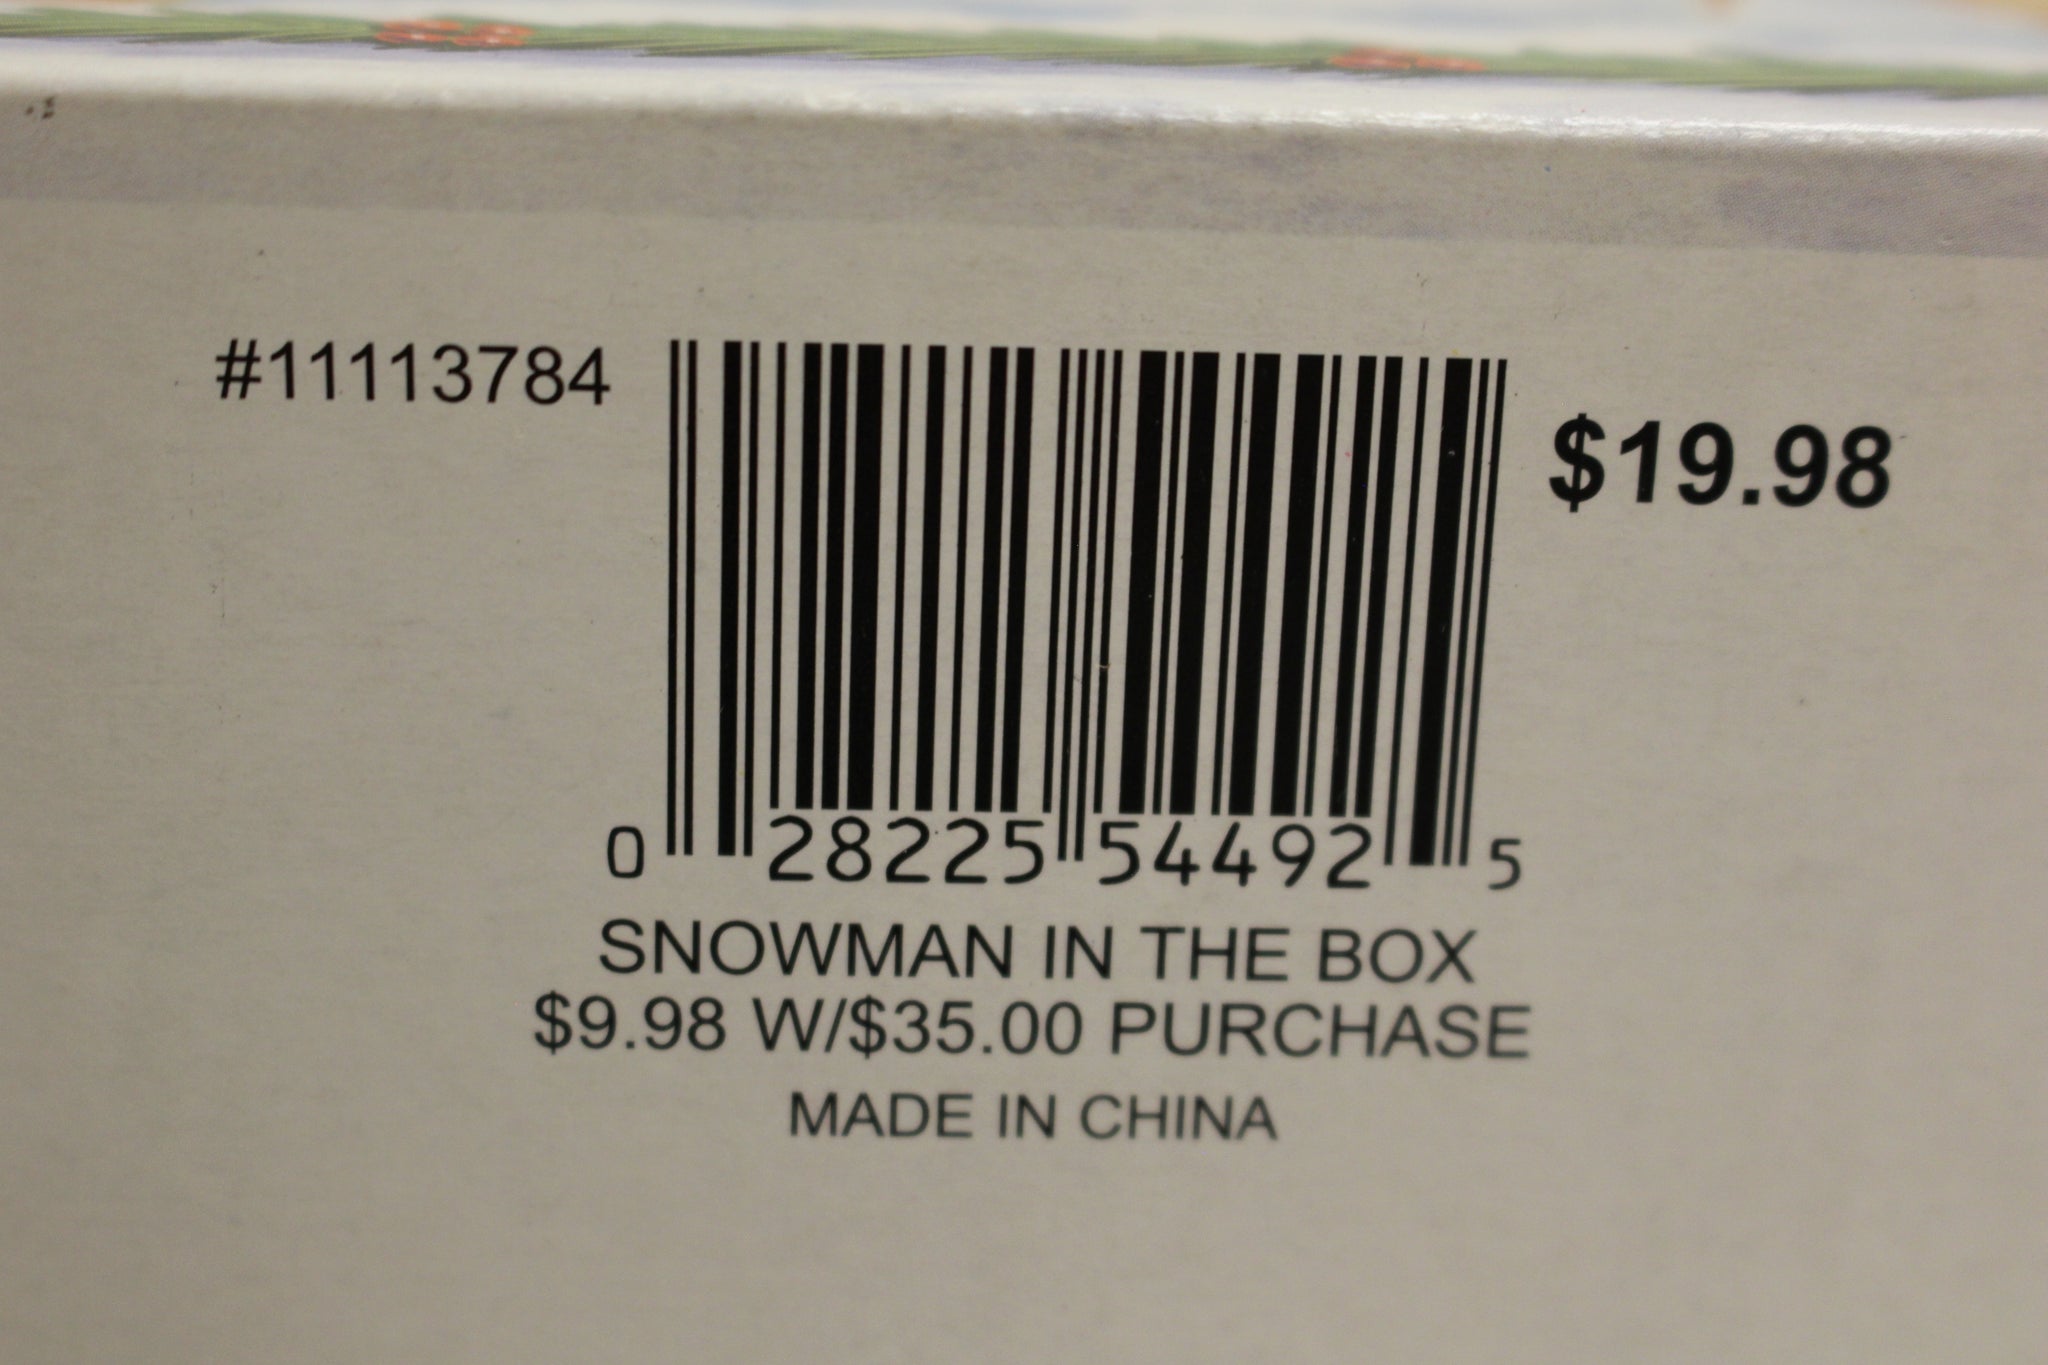 #11113784
$19.98
0 28225 54492 5
SNOWMAN IN THE BOX
$9.98 W/$35.00 PURCHASE
MADE IN CHINA